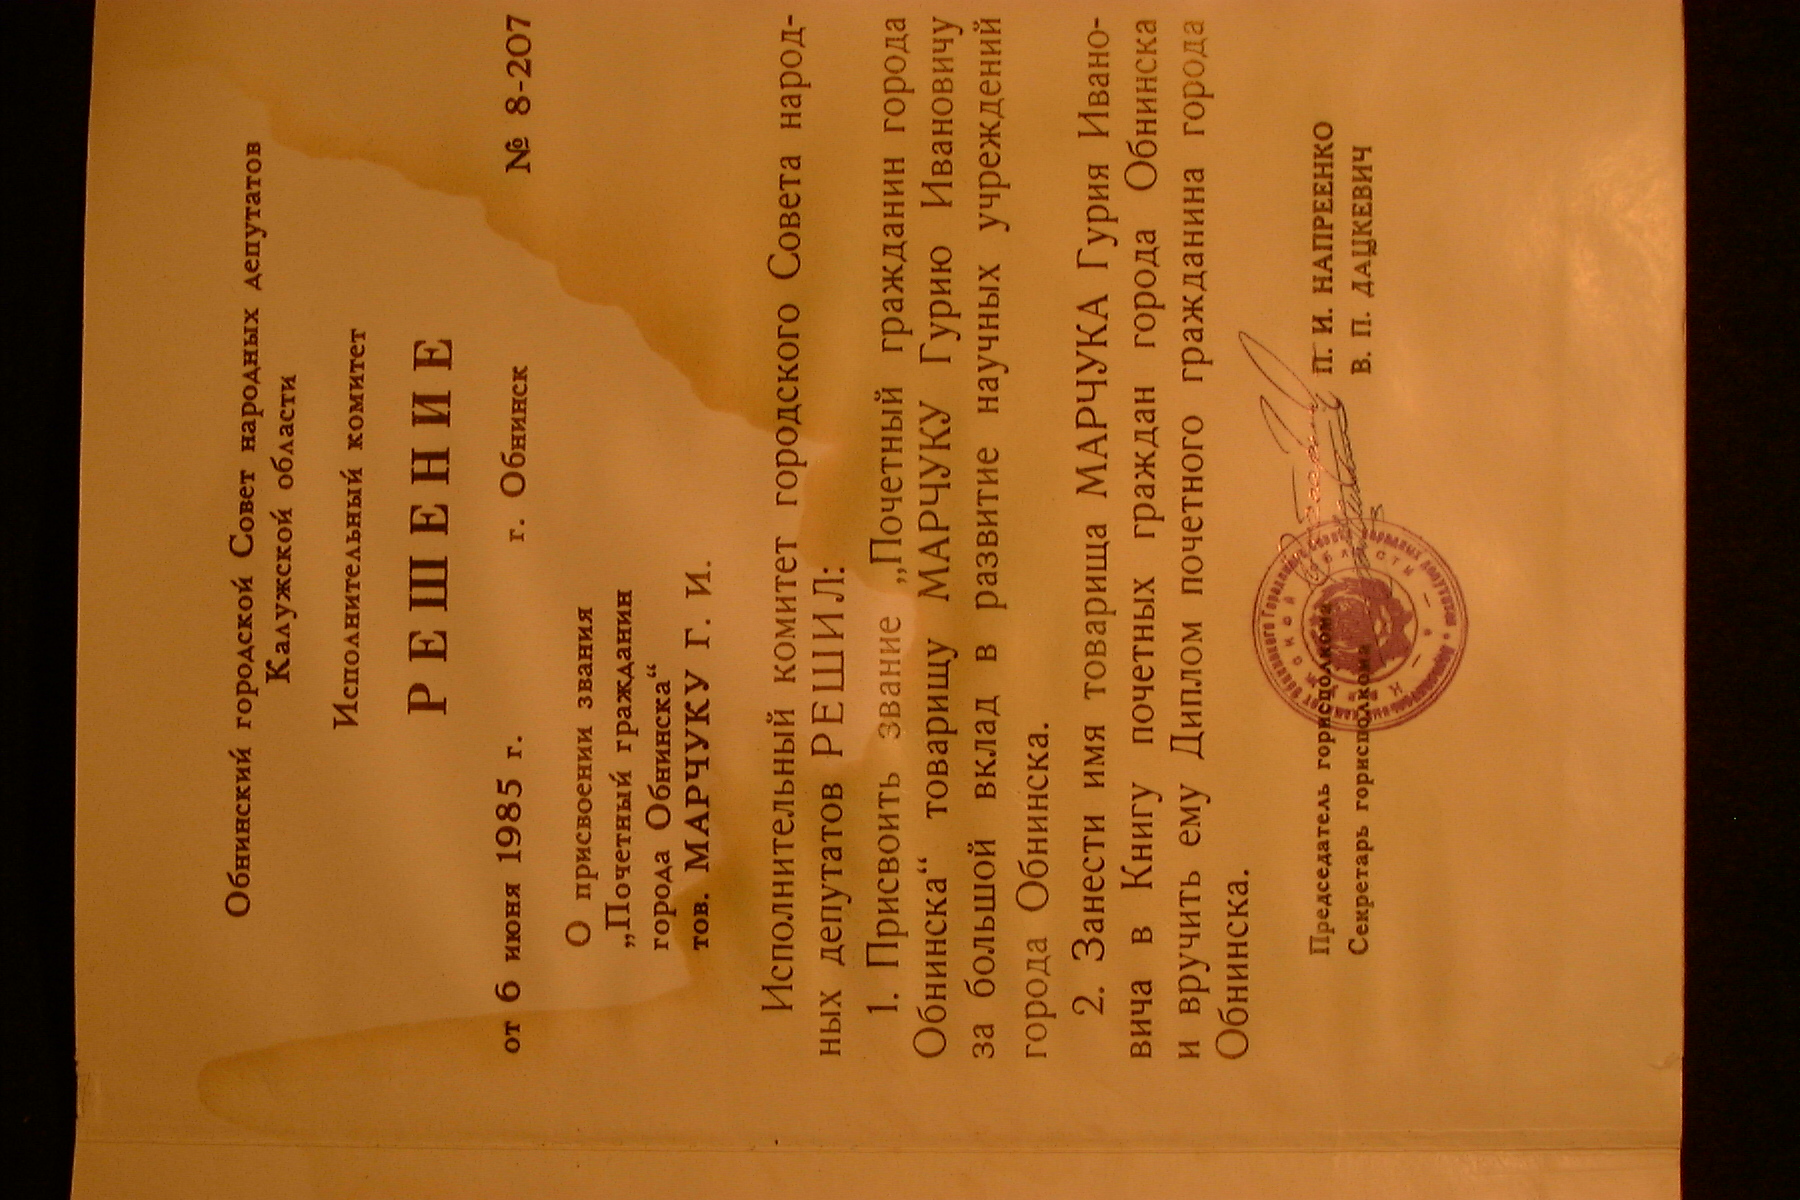 Обнинский городской Совет народных депутатов
Калужской области
Исполнительный комитет
РЕШЕНИЕ
от 6 июня 1985 г. г. Обнинск № 8-207
О присвоении звания
„Почетный гражданин
города Обнинска“
тов. МАРЧУКУ Г. И.
Исполнительный комитет городского Совета народ-
ных депутатов РЕШИЛ:
1. Присвоить звание „Почетный гражданин города
Обнинска“ товарищу МАРЧУКУ Гурию Ивановичу
за большой вклад в развитие научных учреждений
города Обнинска.
2. Занести имя товарища МАРЧУКА Гурия Ивано-
вича в Книгу почетных граждан города Обнинска
и вручить ему Диплом почетного гражданина города
Обнинска.
Председатель горисполкома П. И. НАПРЕЕНКО
Секретарь горисполкома В. П. ДАЦКЕВИЧ